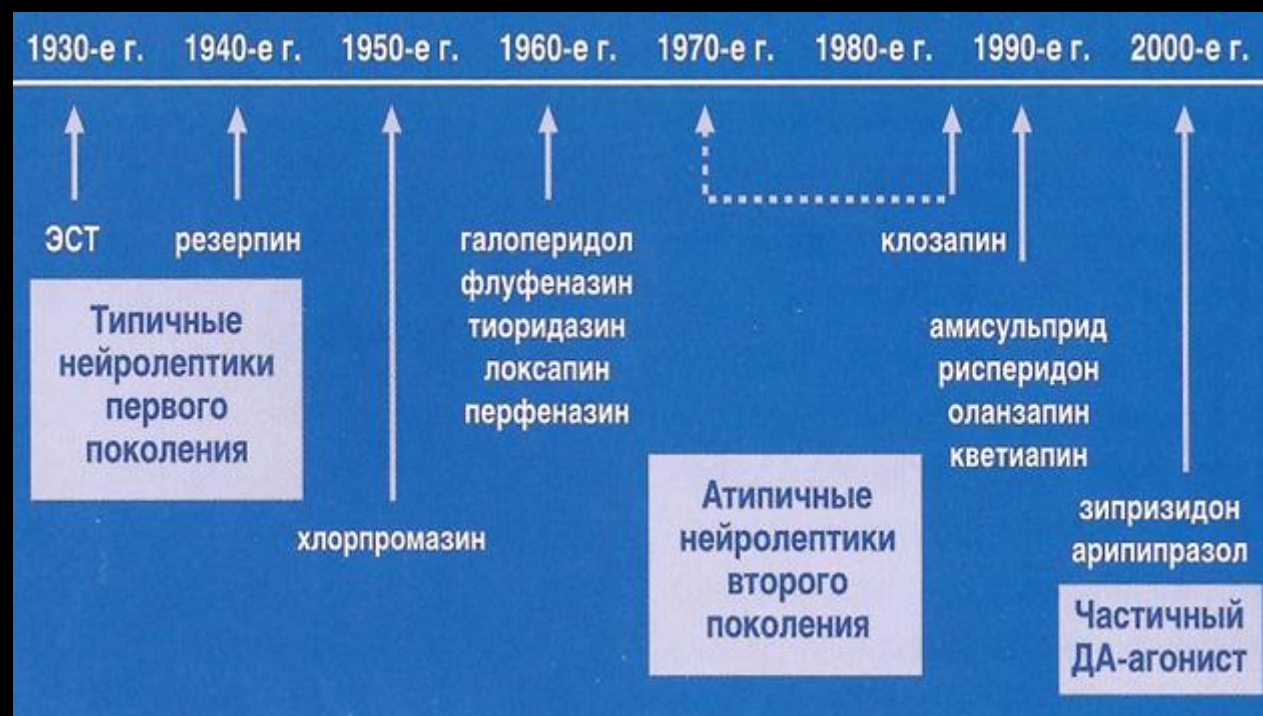 1930-е г. 1940-е г. 1950-е г. 1960-е г. 1970-е г. 1980-е г. 1990-е г. 2000-е г.
ЭСТ
резерпин
Типичные
нейролептики
первого
поколения
хлорпромазин
галоперидол
флуфеназин
тиоридазин
локсапин
перфеназин
клозапин
Атипичные
нейролептики
второго
поколения
амисульприд
рисперидон
оланзапин
кветиапин
зипризидон
арипипразол
Частичный
ДА-агонист